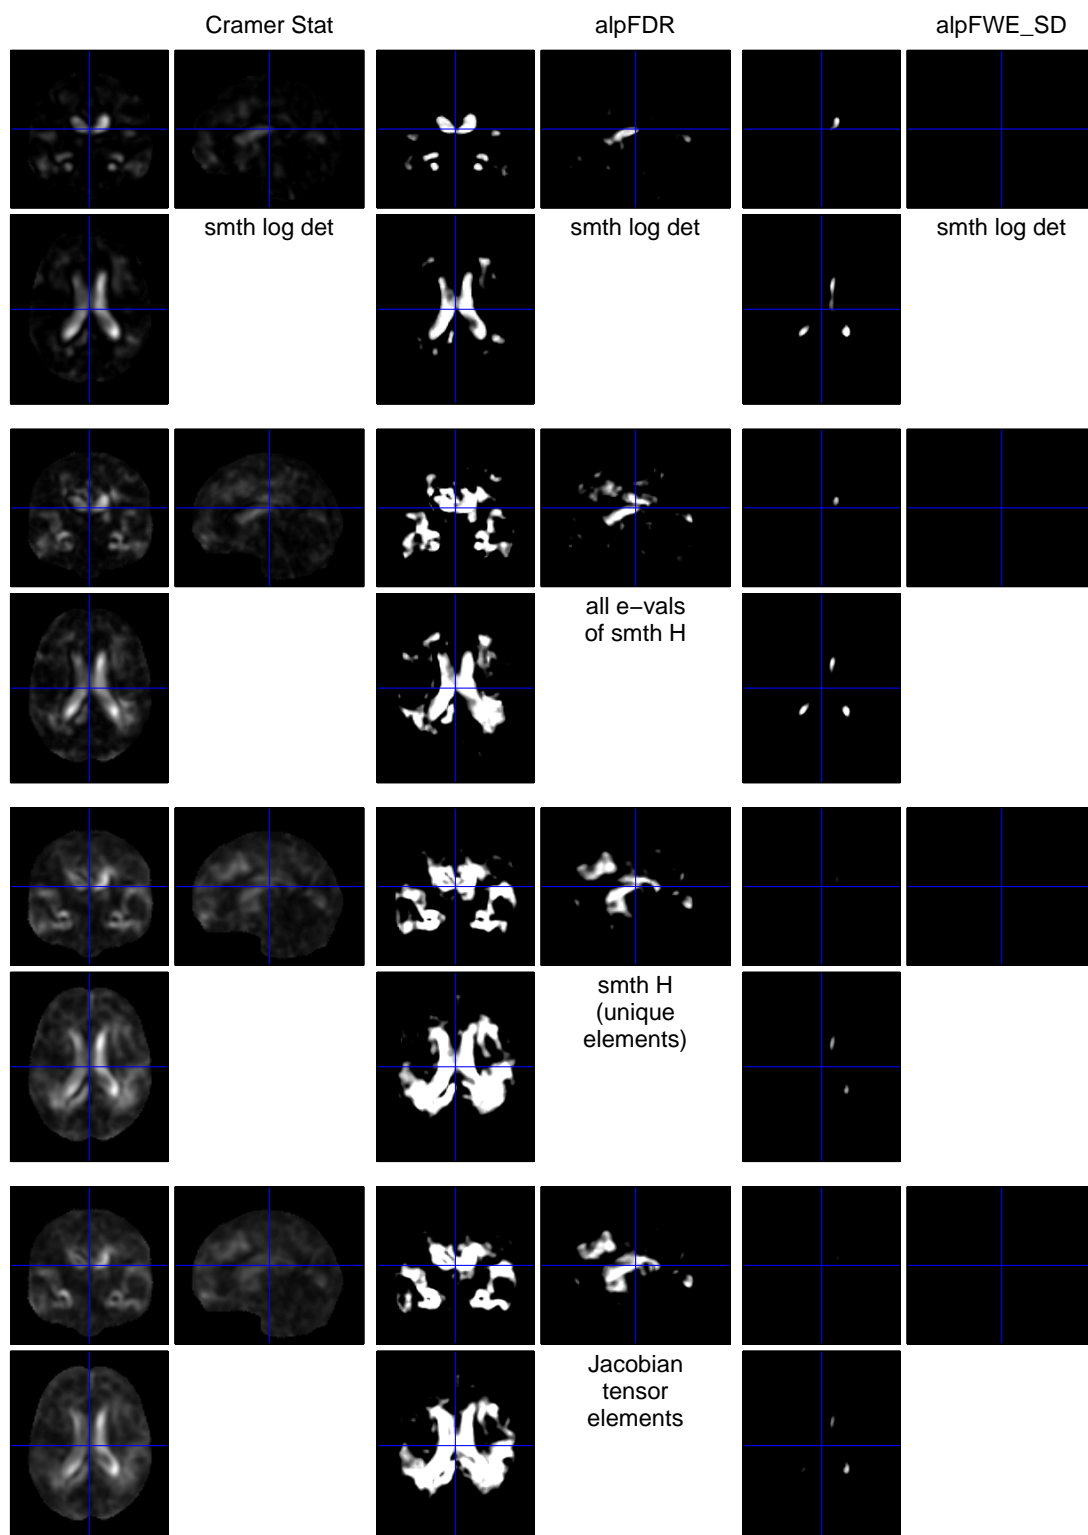 Cramer Stat
alpFDR
alpFWE_SD
smth log det
smth log det
smth log det
all e−vals
of smth H
smth H
(unique
elements)
Jacobian
tensor
elements